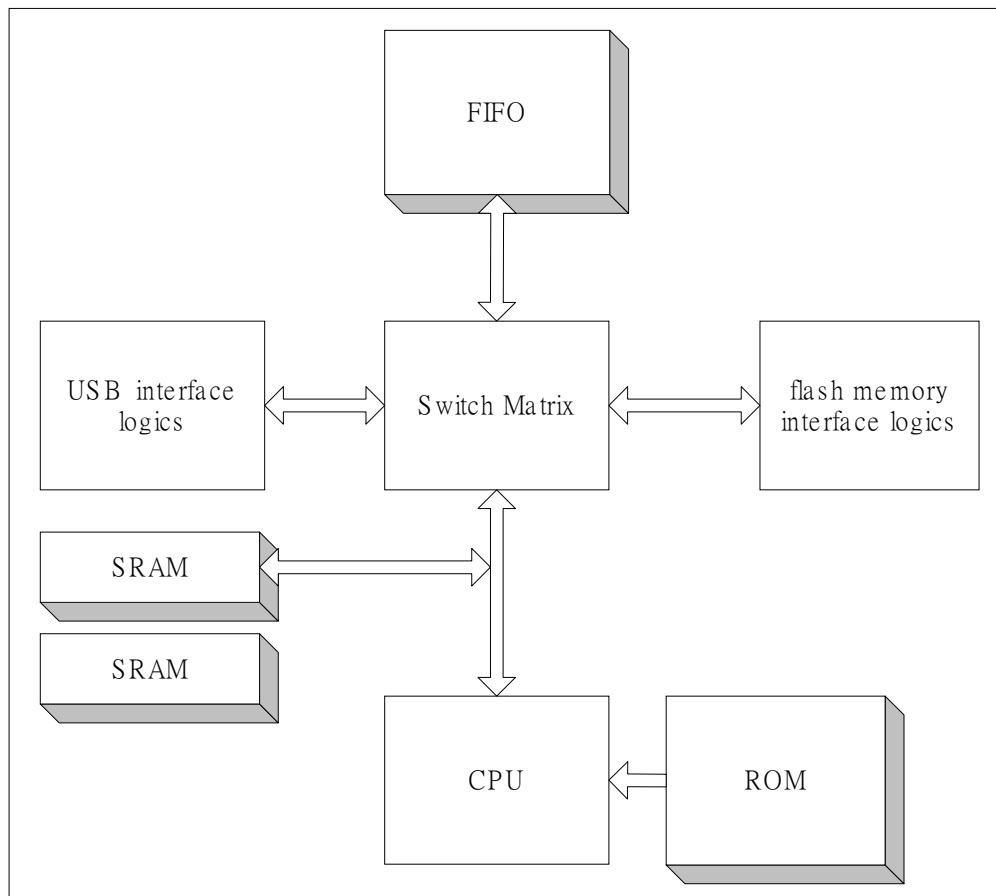 FIFO
USB interface
logics
Switch Matrix
flash memory
interface logics
SRAM
SRAM
CPU
ROM